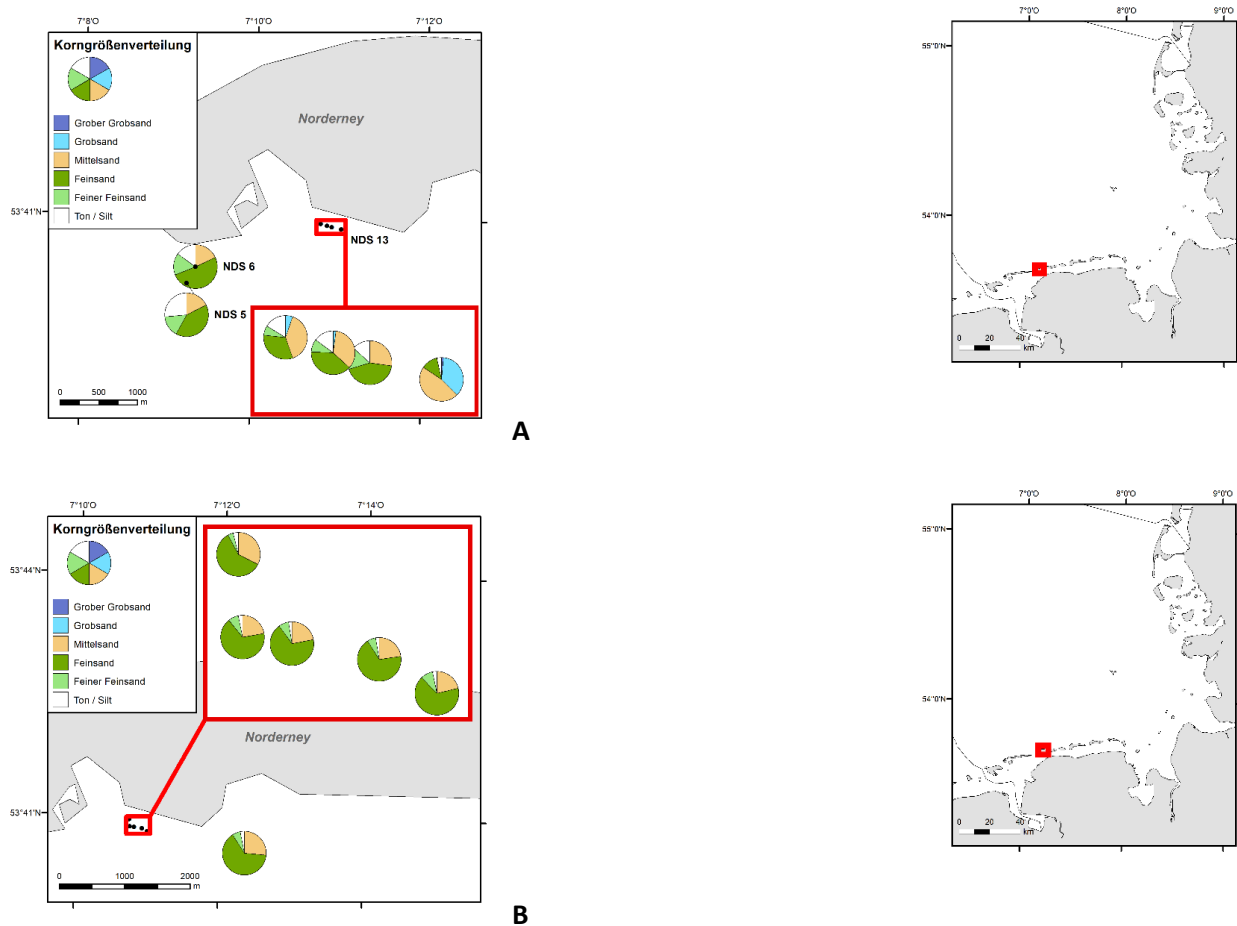 7°8'O 7°10'O 7°12'O
Korngrößenverteilung
Grober Grobsand
Grobsand
Mittelsand
Feinsand
Feiner Feinsand
Ton / Silt
Norderney
53°41'N
NDS 13
NDS 6
NDS 5
0 500 1000
m
A
7°0'O 8°0'O 9°0'O
55°0'N
54°0'N
0 20 40
km
7°10'O 7°12'O 7°14'O
Korngrößenverteilung
Grober Grobsand
Grobsand
Mittelsand
Feinsand
Feiner Feinsand
Ton / Silt
53°44'N
Norderney
53°41'N
0 1000 2000
m
B
7°0'O 8°0'O 9°0'O
55°0'N
54°0'N
0 20 40
km